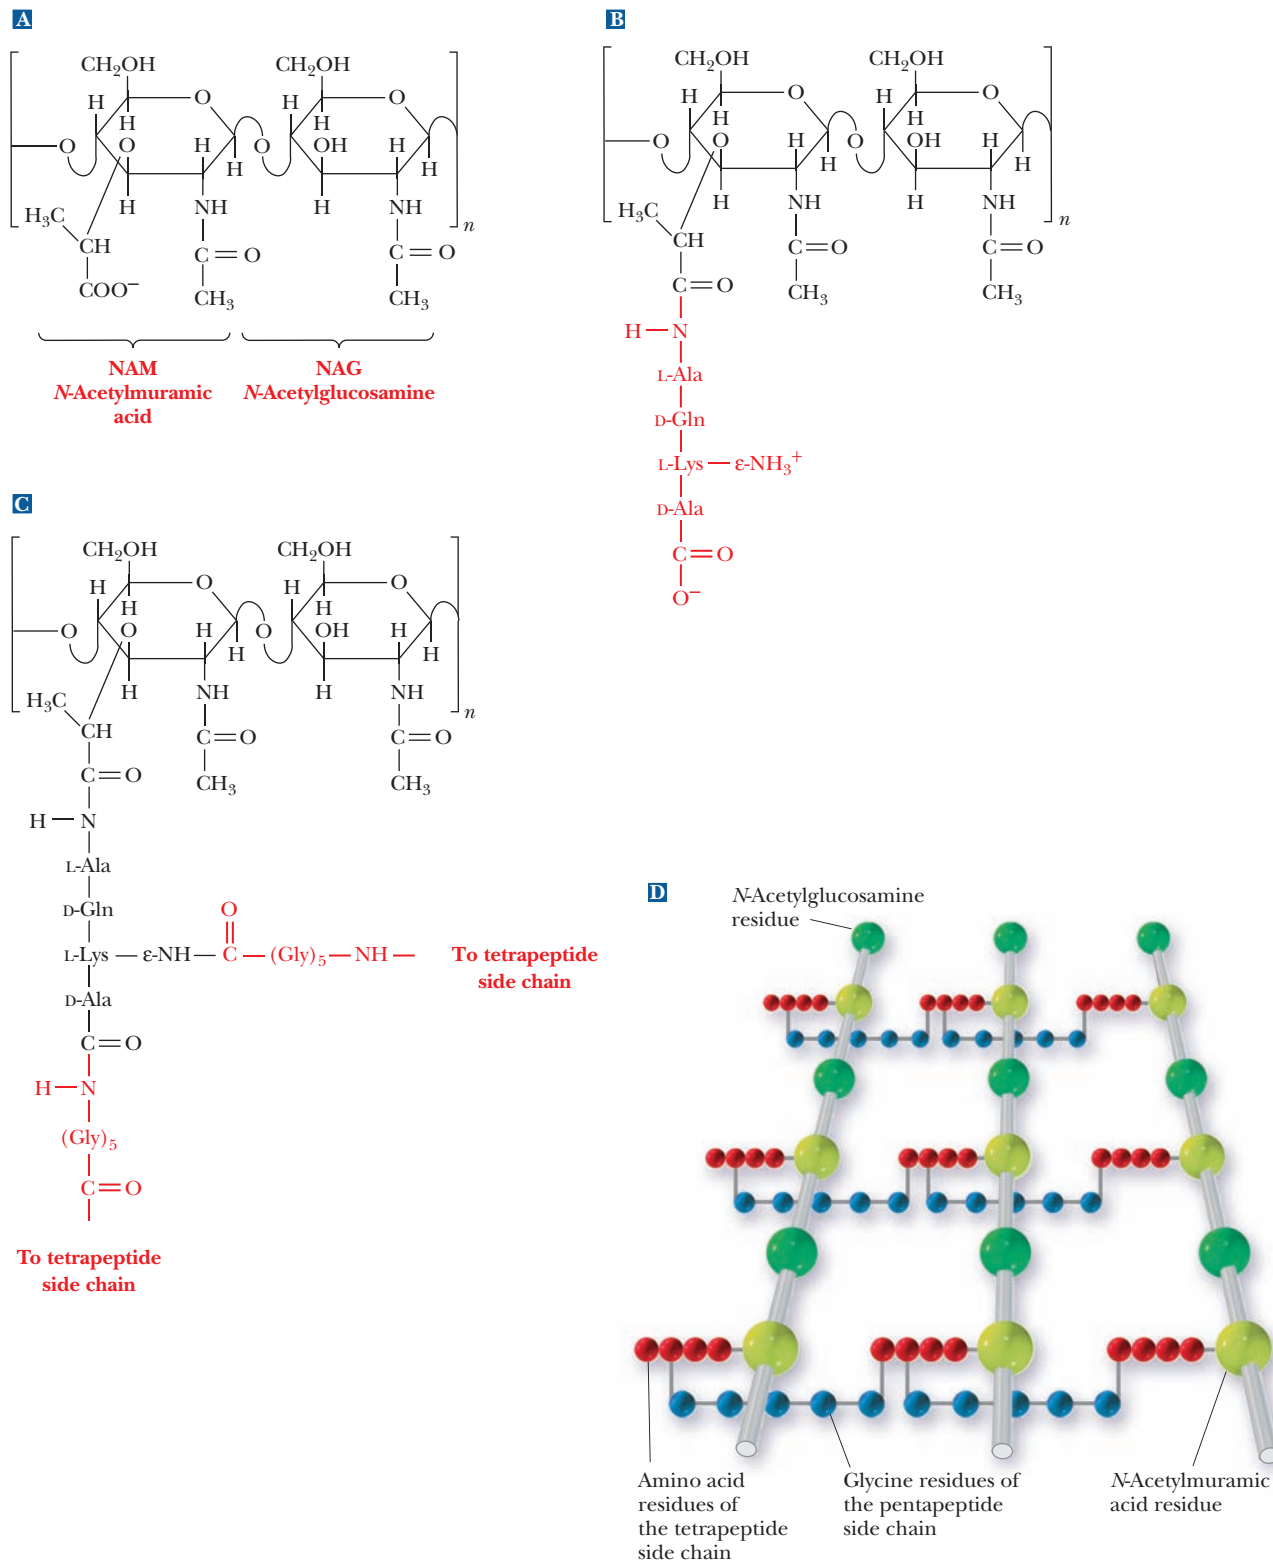 A
CH₂OH CH₂OH
O O
H H
H H
O O O OH
H H
H H
H H
NH NH
n
H₃C
CH
C=O C=O
COO⁻
CH₃ CH₃
NAM
N-Acetylmuramic
acid
NAG
N-Acetylglucosamine
B
CH₂OH CH₂OH
O O
H H
H H
O O O OH
H H
H H
H H
NH NH
n
H₃C
CH
C=O C=O
C=O
CH₃ CH₃
H—N
L-Ala
D-Gln
L-Lys—ε-NH₃⁺
D-Ala
C=O
O⁻
C
CH₂OH CH₂OH
O O
H H
H H
O O O OH
H H
H H
H H
NH NH
n
H₃C
CH
C=O C=O
C=O
CH₃ CH₃
H—N
L-Ala
D-Gln
O
L-Lys—ε-NH—C—(Gly)₅—NH—
To tetrapeptide
side chain
D-Ala
C=O
H—N
(Gly)₅
C=O
To tetrapeptide
side chain
D
N-Acetylglucosamine
residue
Amino acid
residues of
the tetrapeptide
side chain
Glycine residues of
the pentapeptide
side chain
N-Acetylmuramic
acid residue